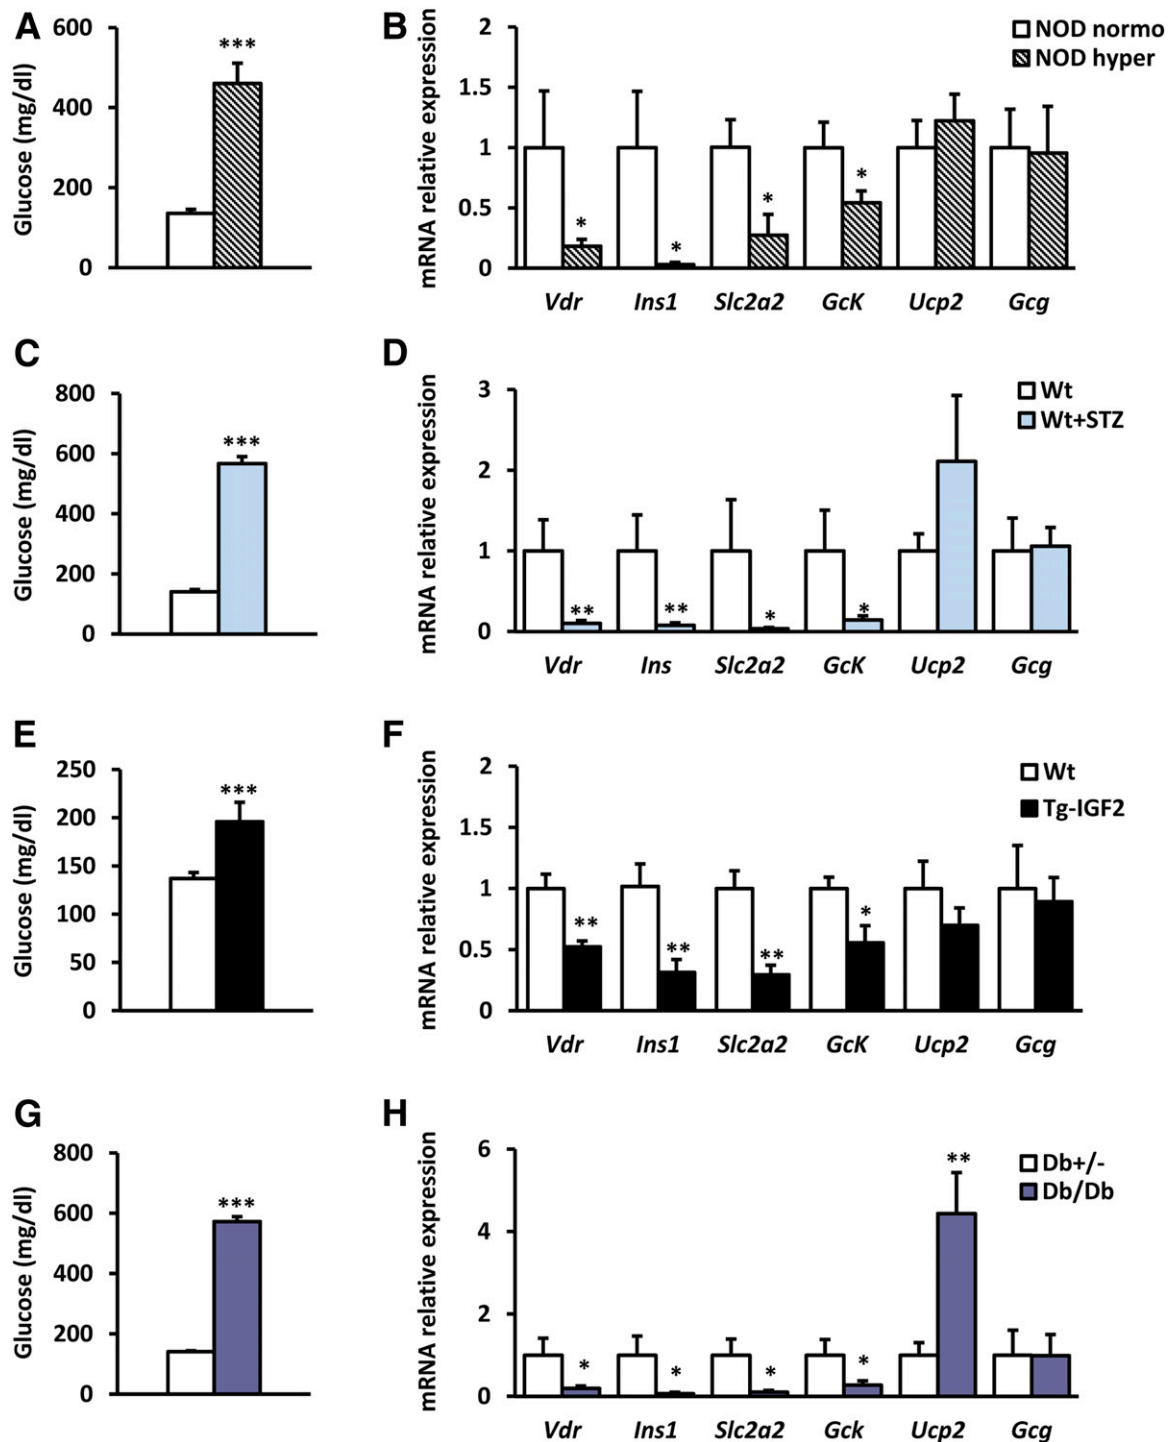 A
Glucose (mg/dl)
600
400
200
0
***
B
mRNA relative expression
2
1.5
1
0.5
0
* * * *
Vdr Ins1 Slc2a2 GcK Ucp2 Gcg
NOD normo
NOD hyper
C
Glucose (mg/dl)
800
600
400
200
0
***
D
mRNA relative expression
3
2
1
0
** ** * *
Vdr Ins Slc2a2 GcK Ucp2 Gcg
Wt
Wt+STZ
E
Glucose (mg/dl)
250
200
150
100
50
0
***
F
mRNA relative expression
2
1.5
1
0.5
0
** ** ** *
Vdr Ins1 Slc2a2 GcK Ucp2 Gcg
Wt
Tg-IGF2
G
Glucose (mg/dl)
800
600
400
200
0
***
H
mRNA relative expression
6
4
2
0
* * * * **
Vdr Ins1 Slc2a2 Gck Ucp2 Gcg
Db+/-
Db/Db